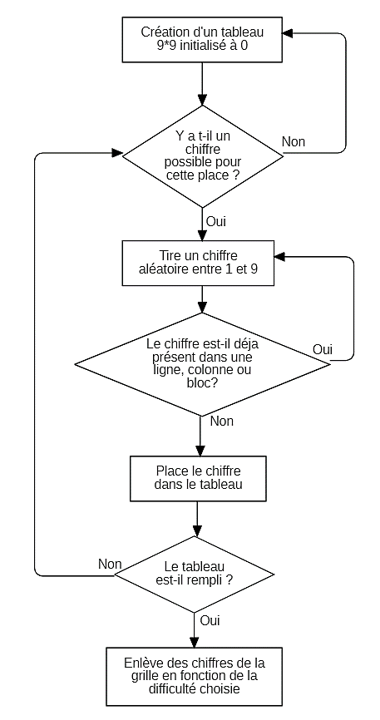 Création d'un tableau
9*9 initialisé à 0
Y a t-il un
chiffre
possible pour
cette place ?
Non
Oui
Tire un chiffre
aléatoire entre 1 et 9
Le chiffre est-il déja
présent dans une
ligne, colonne ou
bloc?
Oui
Non
Place le chiffre
dans le tableau
Le tableau
est-il rempli ?
Non
Oui
Enlève des chiffres de la
grille en fonction de la
difficulté choisie